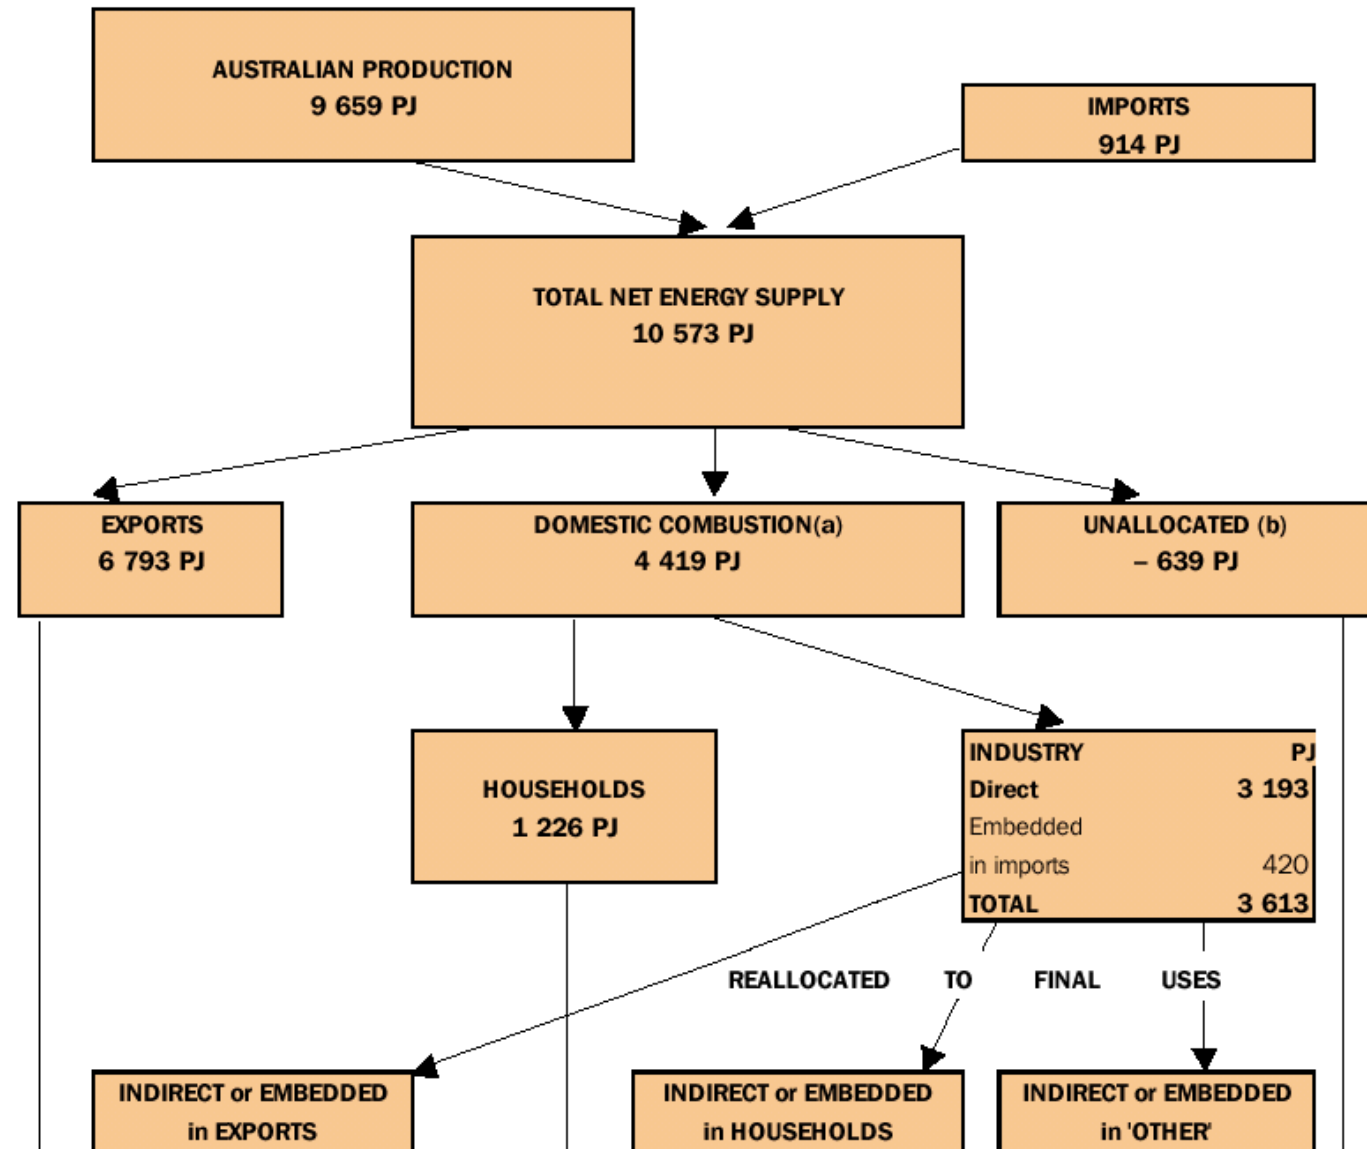 AUSTRALIAN PRODUCTION
9 659 PJ
IMPORTS
914 PJ
TOTAL NET ENERGY SUPPLY
10 573 PJ
EXPORTS
6 793 PJ
DOMESTIC COMBUSTION(a)
4 419 PJ
UNALLOCATED (b)
– 639 PJ
HOUSEHOLDS
1 226 PJ
INDUSTRY PJ
Direct 3 193
Embedded
in imports 420
TOTAL 3 613
REALLOCATED TO FINAL USES
INDIRECT or EMBEDDED
in EXPORTS
INDIRECT or EMBEDDED
in HOUSEHOLDS
INDIRECT or EMBEDDED
in 'OTHER'